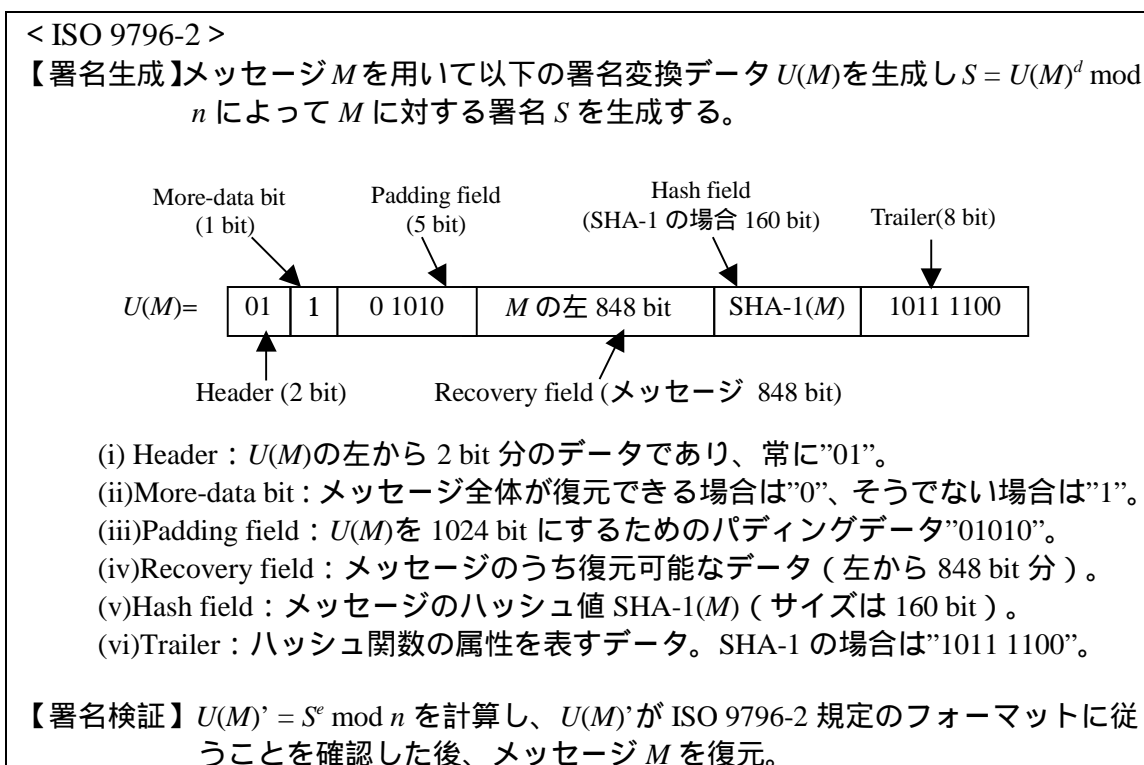 < ISO 9796-2 >
【署名生成】メッセージ M を用いて以下の署名変換データ U(M)を生成し S = U(M)^d mod
n によって M に対する署名 S を生成する。
More-data bit
(1 bit)
Padding field
(5 bit)
Hash field
(SHA-1 の場合 160 bit)
Trailer(8 bit)
U(M)= 01 1 0 1010 M の左 848 bit SHA-1(M) 1011 1100
Header (2 bit)
Recovery field (メッセージ 848 bit)
(i) Header：U(M)の左から 2 bit 分のデータであり、常に”01”。
(ii)More-data bit：メッセージ全体が復元できる場合は”0”、そうでない場合は”1”。
(iii)Padding field：U(M)を 1024 bit にするためのパディングデータ”01010”。
(iv)Recovery field：メッセージのうち復元可能なデータ（左から 848 bit 分）。
(v)Hash field：メッセージのハッシュ値 SHA-1(M)（サイズは 160 bit）。
(vi)Trailer：ハッシュ関数の属性を表すデータ。SHA-1 の場合は”1011 1100”。
【署名検証】U(M)’ = S^e mod n を計算し、U(M)’が ISO 9796-2 規定のフォーマットに従
うことを確認した後、メッセージ M を復元。